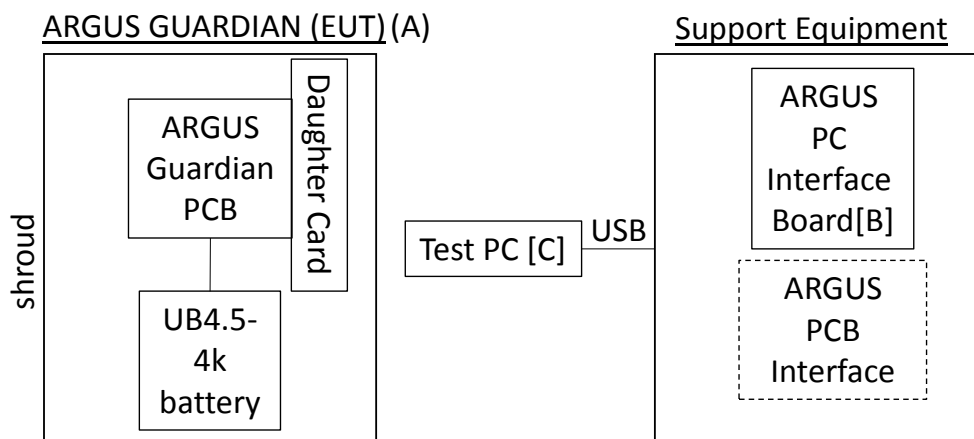 ARGUS GUARDIAN (EUT) (A)
shroud
ARGUS
Guardian
PCB
Daughter Card
UB4.5-
4k
battery
Test PC [C]
USB
Support Equipment
ARGUS
PC
Interface
Board[B]
ARGUS
PCB
Interface